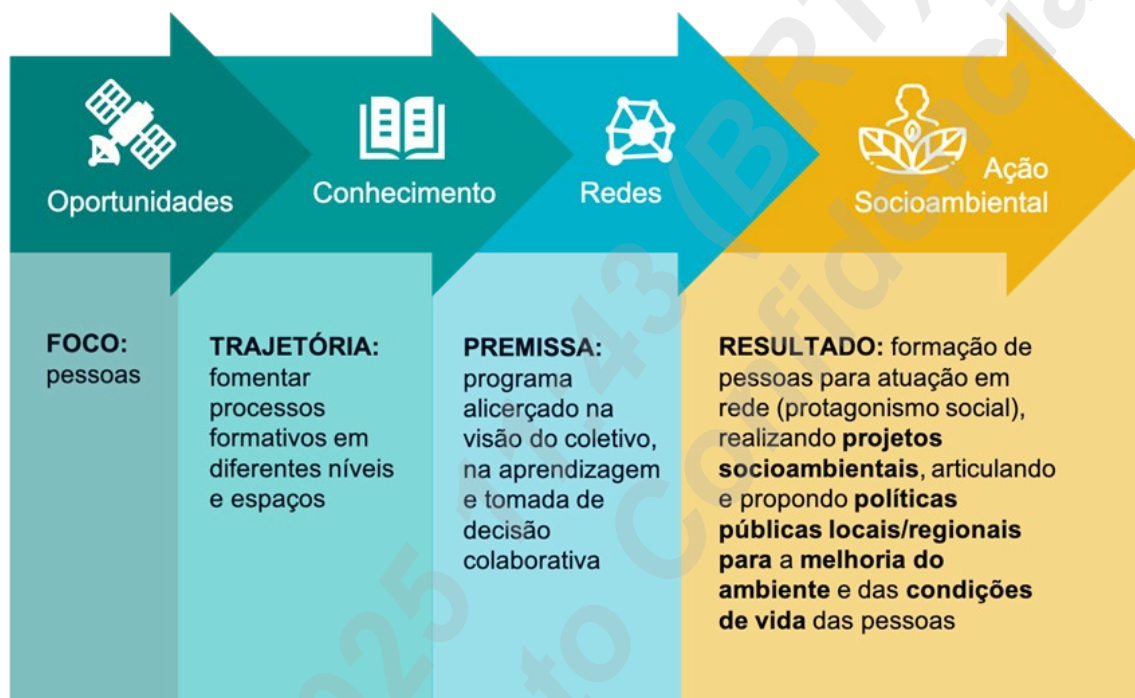 Oportunidades
Conhecimento
Redes
Ação
Socioambiental
FOCO:
pessoas
TRAJETÓRIA:
fomentar
processos
formativos em
diferentes níveis
e espaços
PREMISSA:
programa
alicerçado na
visão do coletivo,
na aprendizagem
e tomada de
decisão
colaborativa
RESULTADO: formação de
pessoas para atuação em
rede (protagonismo social),
realizando projetos
socioambientais, articulando
e propondo políticas
públicas locais/regionais
para a melhoria do
ambiente e das condições
de vida das pessoas